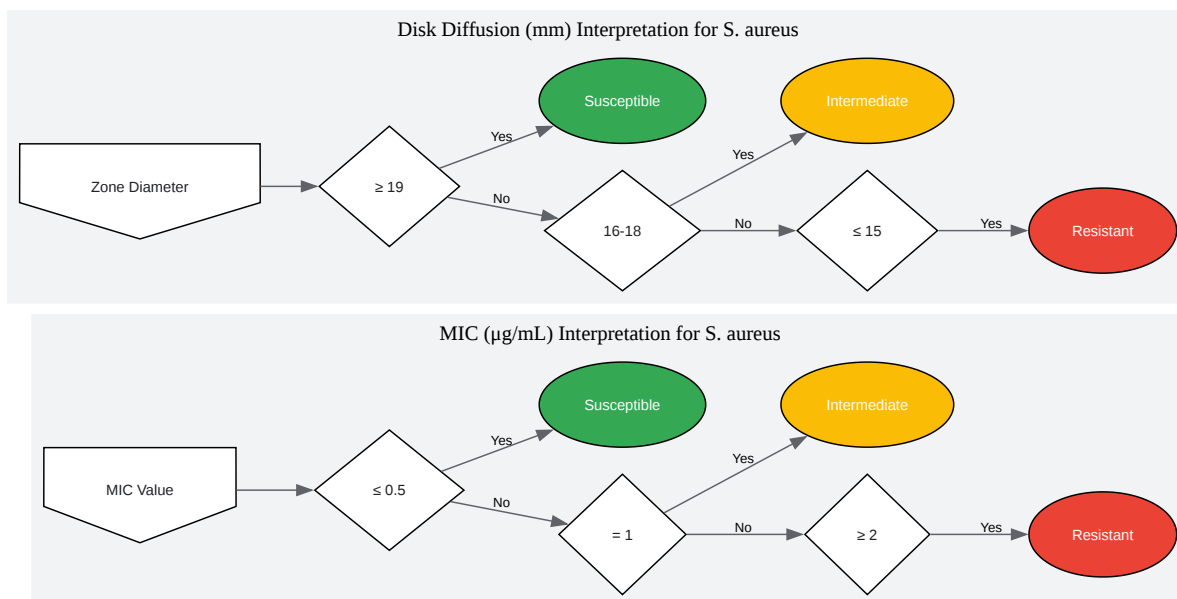 Disk Diffusion (mm) Interpretation for S. aureus
Susceptible
Intermediate
Yes
Yes
Zone Diameter
≥ 19
No
16-18
No
≤ 15
Yes
Resistant
MIC (μg/mL) Interpretation for S. aureus
Susceptible
Intermediate
Yes
Yes
MIC Value
≤ 0.5
No
= 1
No
≥ 2
Yes
Resistant